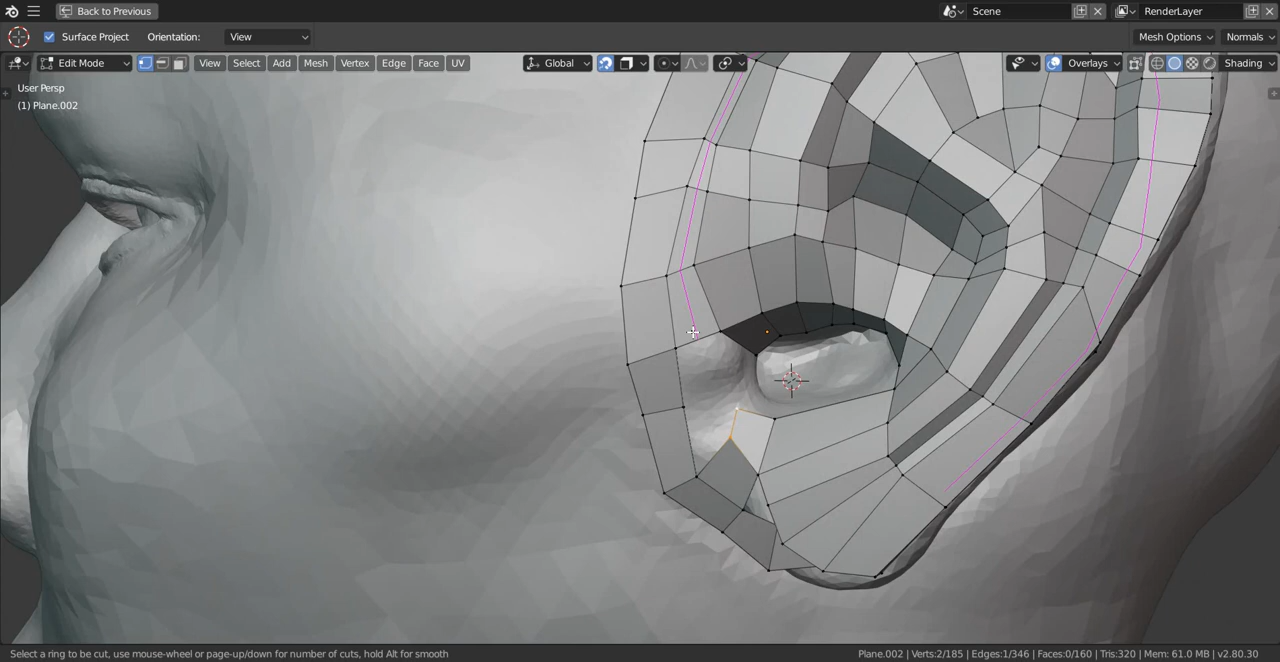 Back to Previous
Scene
RenderLayer
Surface Project
Orientation:
View
Mesh Options
Normals
Edit Mode
View
Select
Add
Mesh
Vertex
Edge
Face
UV
Global
Overlays
Shading
User Persp
(1) Plane.002
Select a ring to be cut, use mouse-wheel or page-up/down for number of cuts, hold Alt for smooth
Plane.002 | Verts:2/185 | Edges:1/346 | Faces:0/160 | Tris:320 | Mem: 61.0 MB | v2.80.30